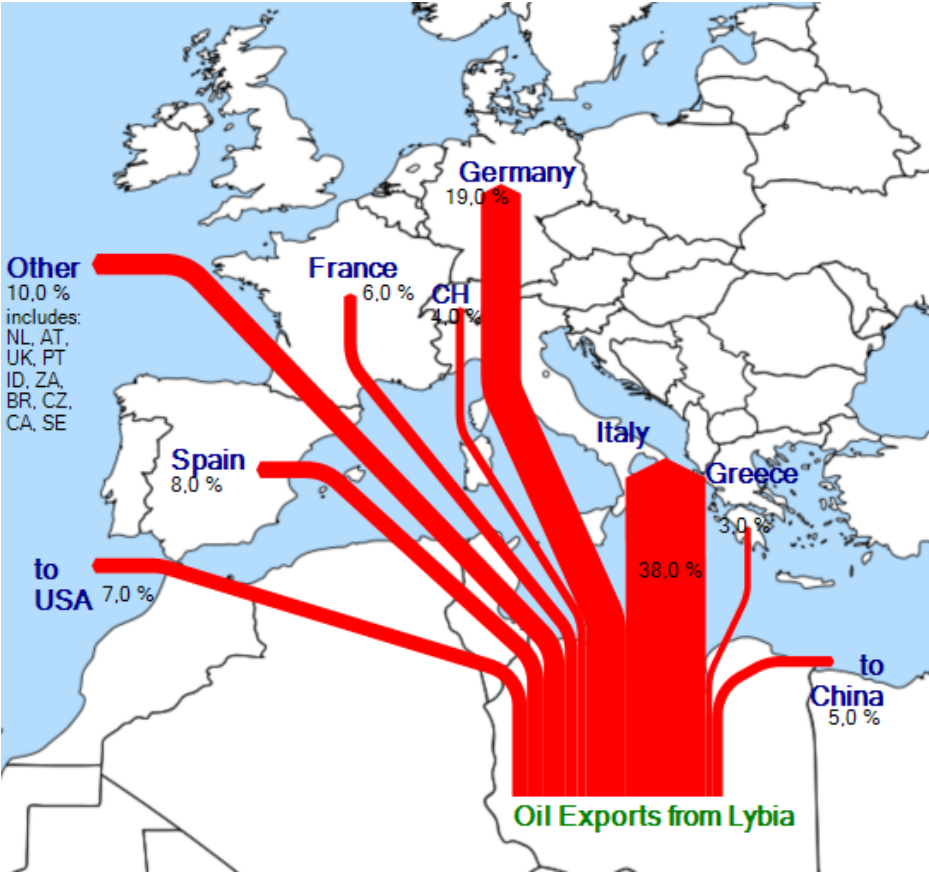 Germany
19.0 %
Other
10,0 %
includes:
NL, AT,
UK, PT
ID, ZA,
BR, CZ,
CA, SE
France
6,0 %
CH
4,0 %
Italy
38,0 %
Spain
8,0 %
Greece
3,0 %
to
USA
7,0 %
to
China
5,0 %
Oil Exports from Lybia